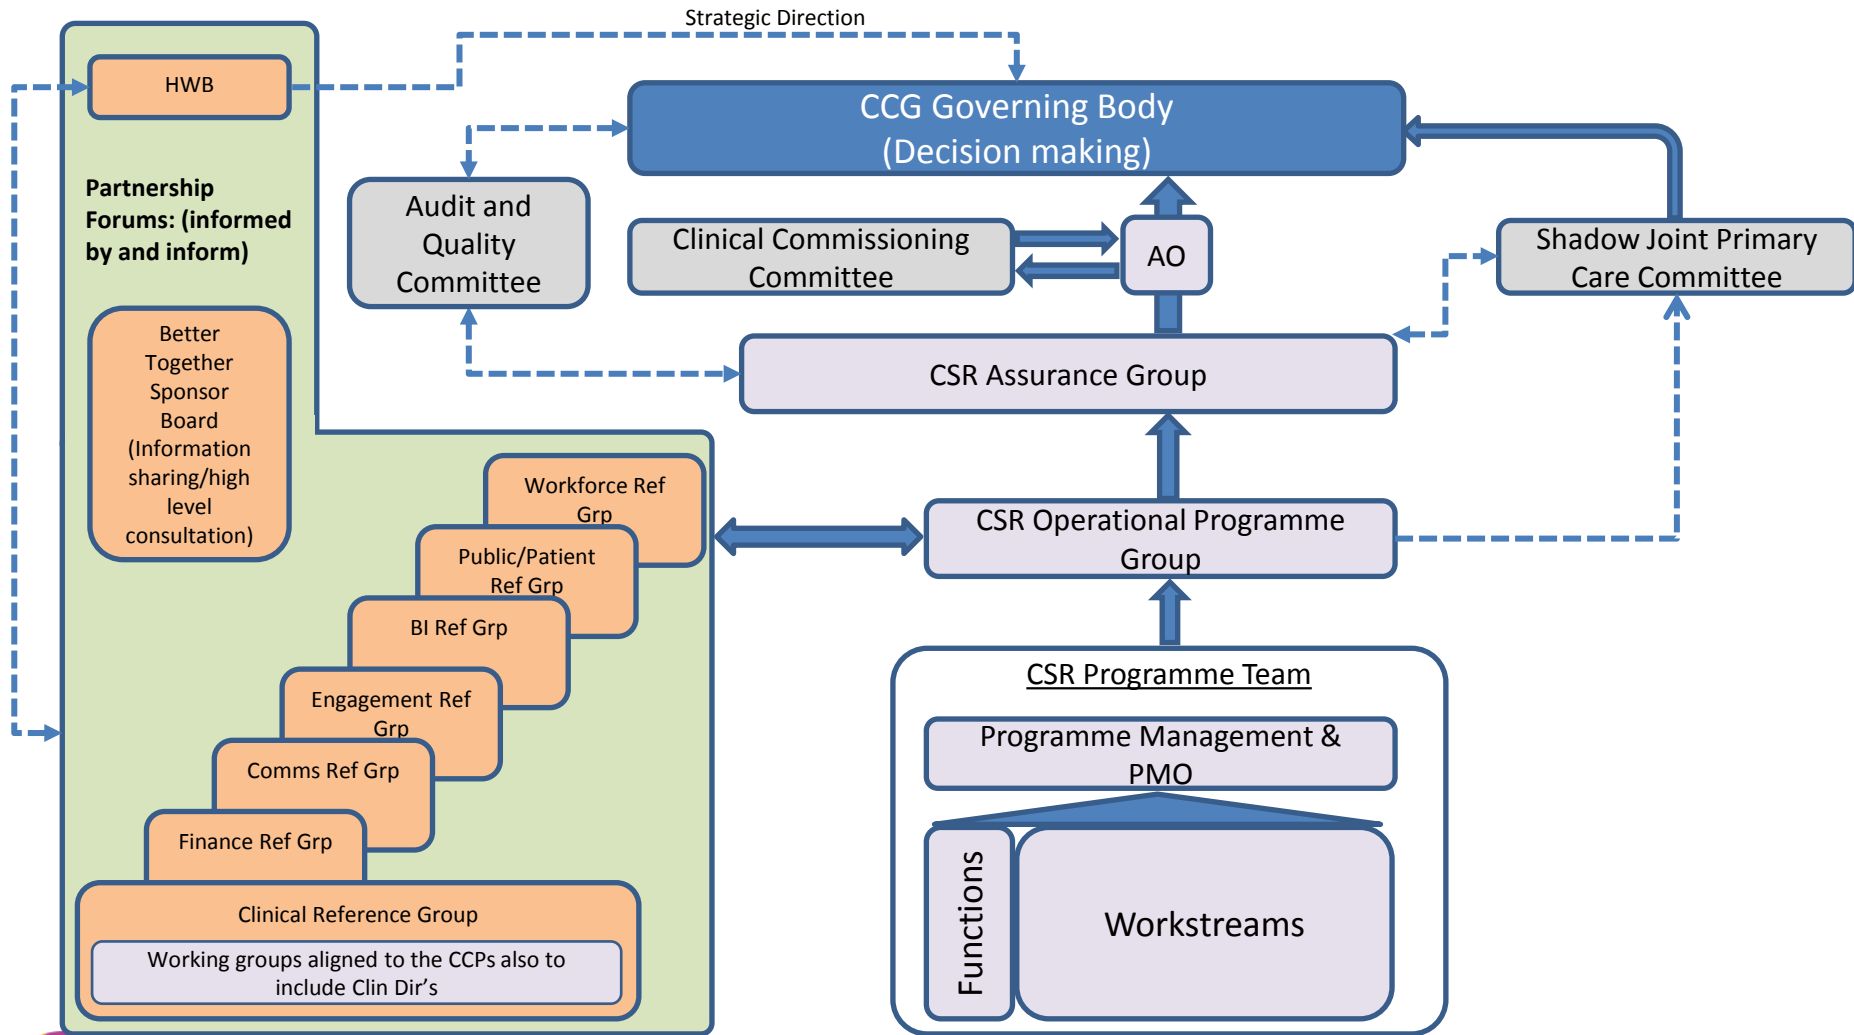 Strategic Direction
HWB
CCG Governing Body
(Decision making)
Partnership
Forums: (informed
by and inform)
Audit and
Quality
Committee
Clinical Commissioning
Committee
AO
Shadow Joint Primary
Care Committee
Better
Together
Sponsor
Board
(Information
sharing/high
level
consultation)
CSR Assurance Group
Workforce Ref
Grp
CSR Operational Programme
Group
Public/Patient
Ref Grp
BI Ref Grp
Engagement Ref
Grp
Comms Ref Grp
Finance Ref Grp
Clinical Reference Group
Working groups aligned to the CCPs also to
include Clin Dir's
CSR Programme Team
Programme Management &
PMO
Functions
Workstreams